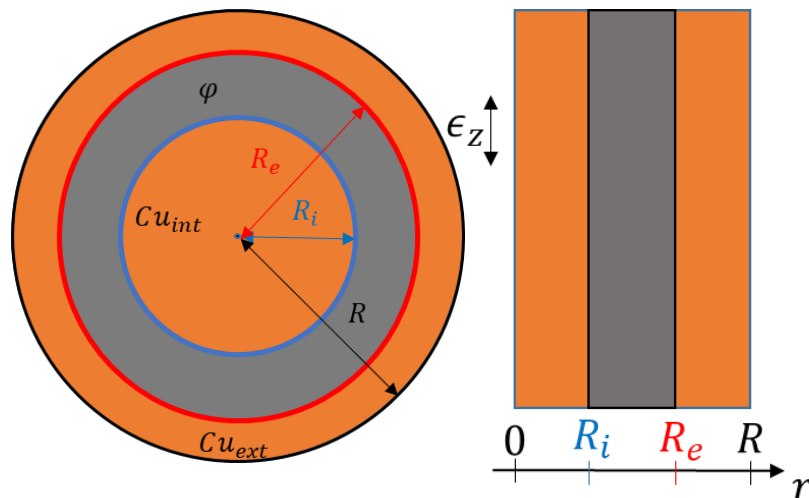 φ
R_e
R_i
Cu_int
R
Cu_ext
ϵ_z
0 R_i R_e R
r